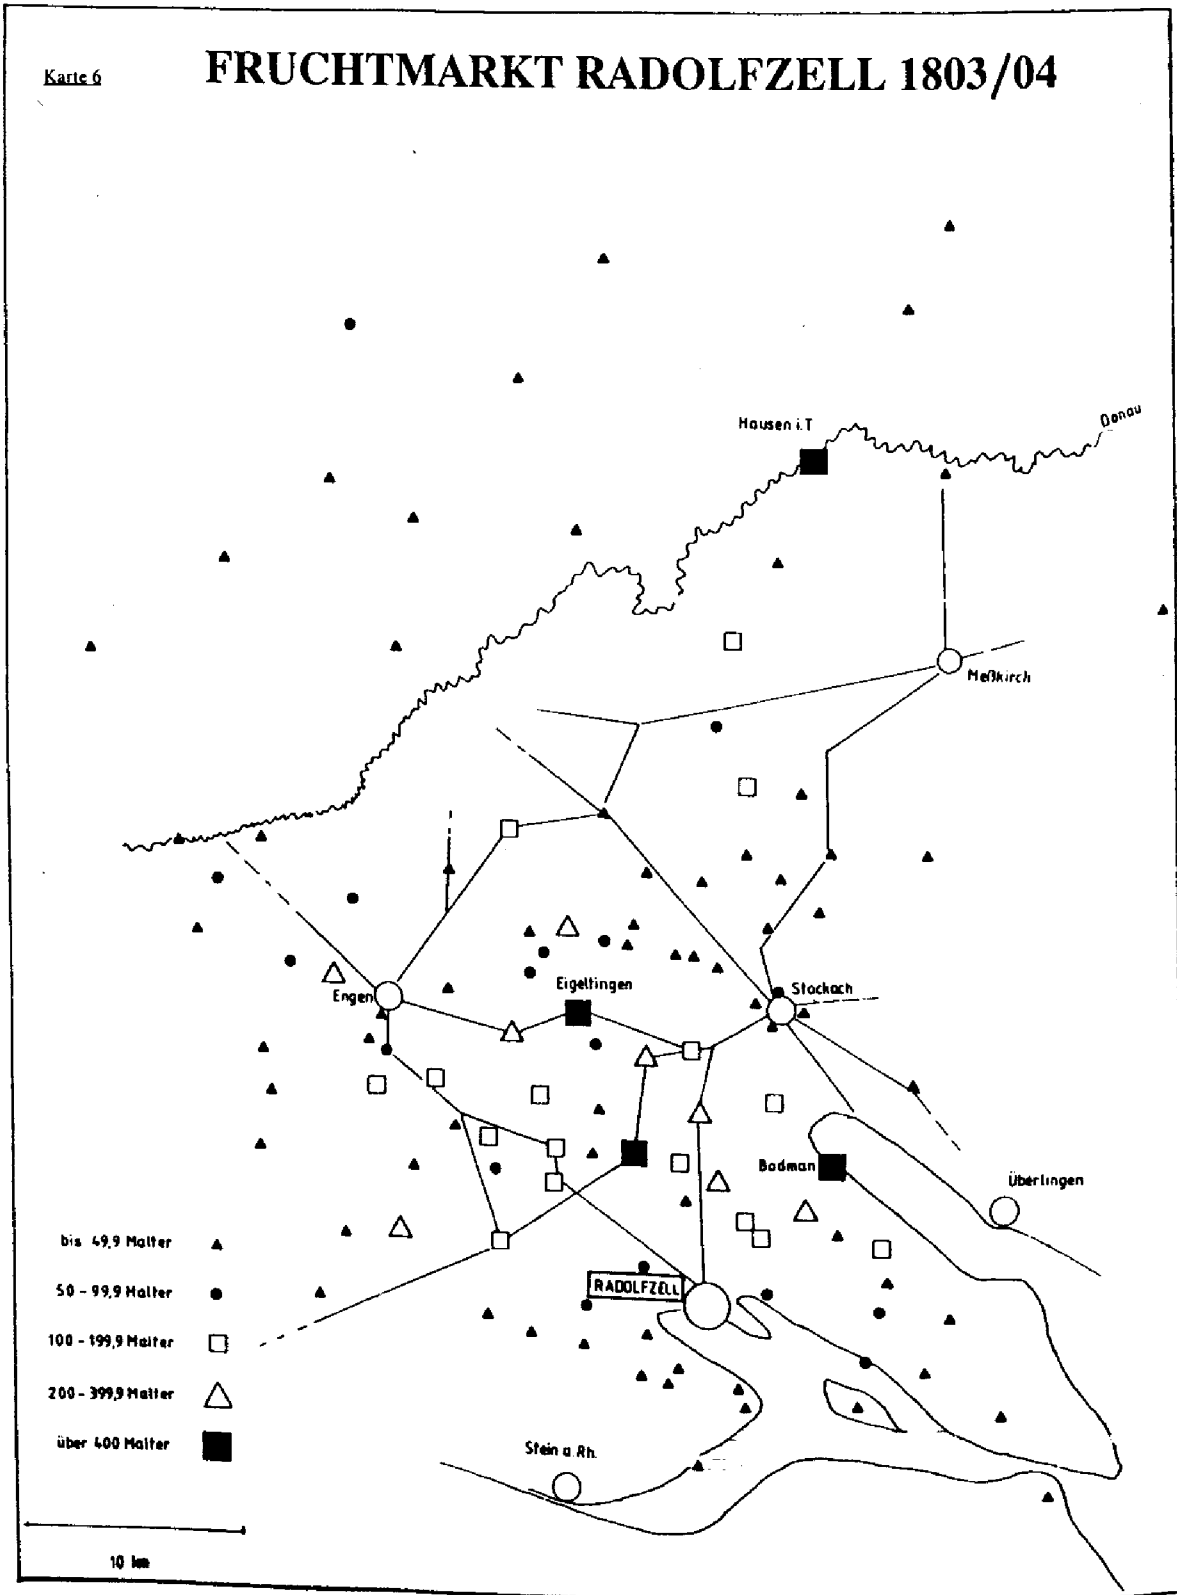 Karte 6
FRUCHTMARKT RADOLFZELL 1803/04
Donau
Hausen i.T
Meßkirch
Engen
Eigeltingen
Stockach
Bodman
Überlingen
RADOLFZELL
Stein a. Rh.
bis 49,9 Malter
50 - 99,9 Malter
100 - 199,9 Malter
200 - 399,9 Malter
über 400 Malter
10 km